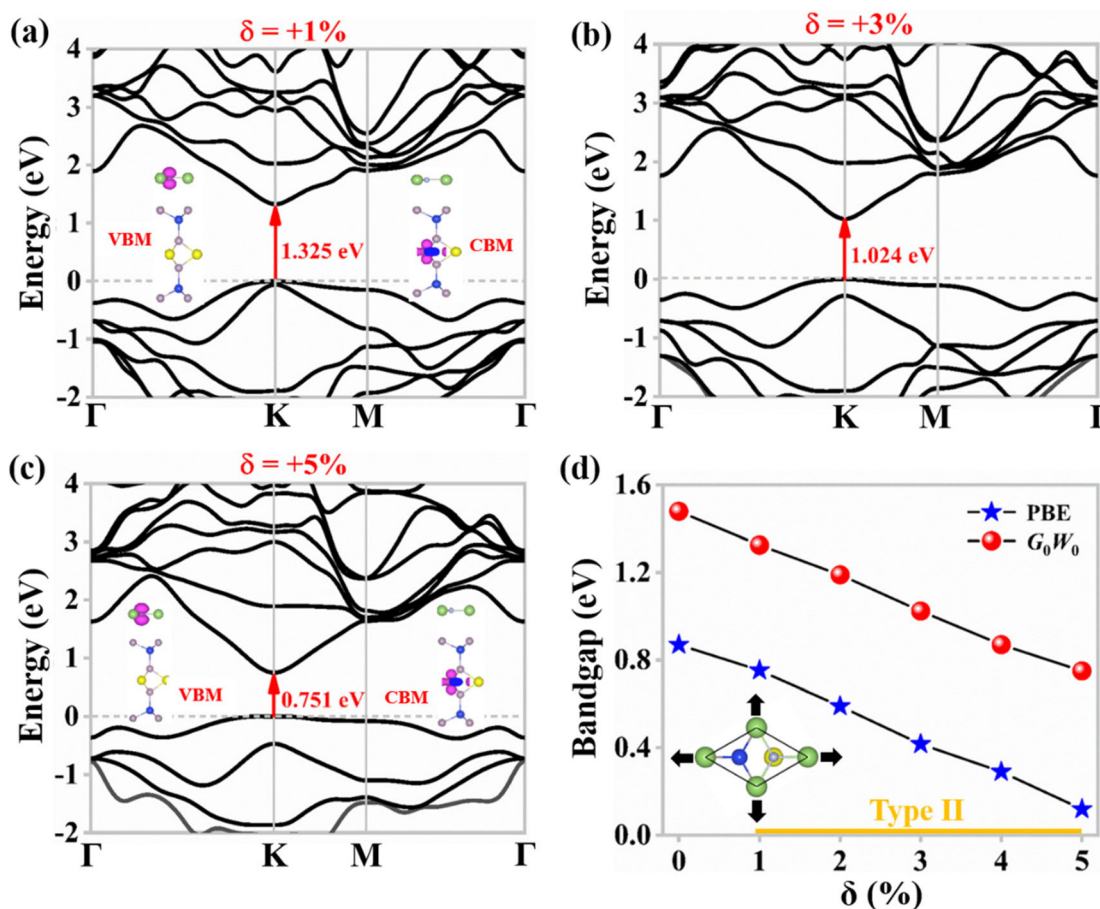 (a)
δ = +1%
4
3
2
1
0
-1
-2
Energy (eV)
VBM
1.325 eV
CBM
Γ
K
M
Γ
(b)
δ = +3%
4
3
2
1
0
-1
-2
Energy (eV)
1.024 eV
Γ
K
M
(c)
δ = +5%
4
3
2
1
0
-1
-2
Energy (eV)
VBM
0.751 eV
CBM
Γ
K
M
Γ
(d)
1.6
1.2
0.8
0.4
0.0
Bandgap (eV)
PBE
G₀W₀
Type II
0
1
2
3
4
5
δ (%)